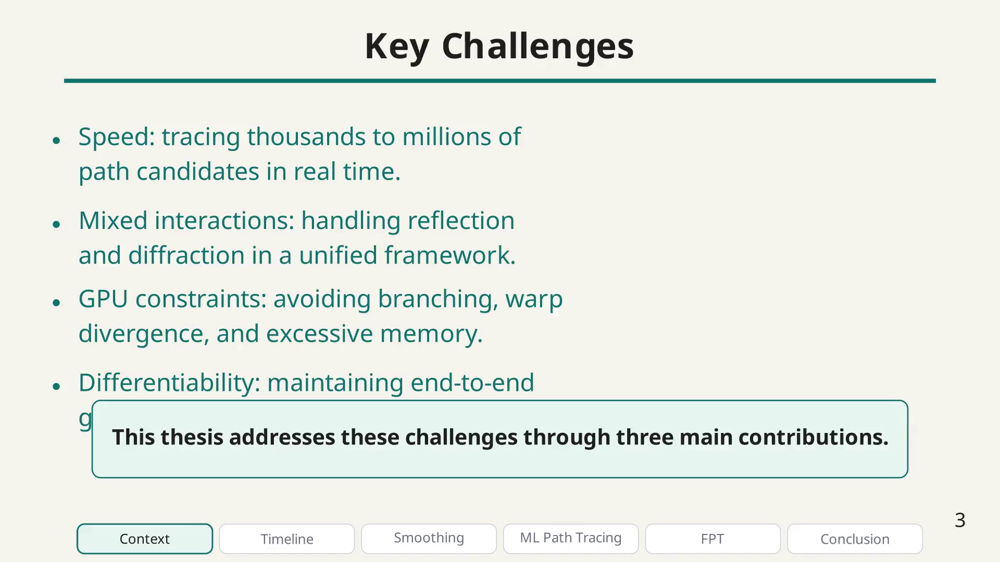 Key Challenges
Speed: tracing thousands to millions of
path candidates in real time.
Mixed interactions: handling reflection
and diffraction in a unified framework.
GPU constraints: avoiding branching, warp
divergence, and excessive memory.
Differentiability: maintaining end-to-end
This thesis addresses these challenges through three main contributions.
3
Context
Timeline
Smoothing
ML Path Tracing
FPT
Conclusion